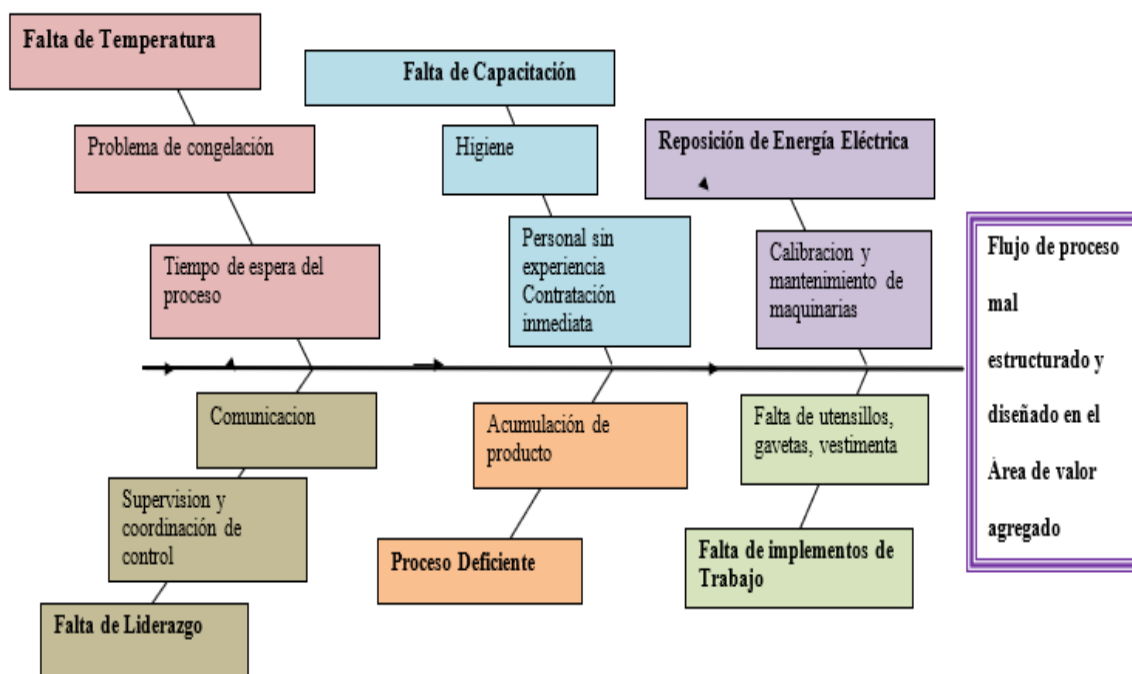 Falta de Temperatura
Problema de congelación
Tiempo de espera del
proceso
Falta de Capacitación
Higiene
Personal sin
experiencia
Contratación
inmediata
Reposición de Energía Eléctrica
Calibracion y
mantenimiento de
maquinarias
Flujo de proceso
mal
estructurado y
diseñado en el
Área de valor
agregado
Comunicacion
Supervision y
coordinación de
control
Falta de Liderazgo
Acumulación de
producto
Proceso Deficiente
Falta de utensillos,
gavetas, vestimenta
Falta de implementos de
Trabajo